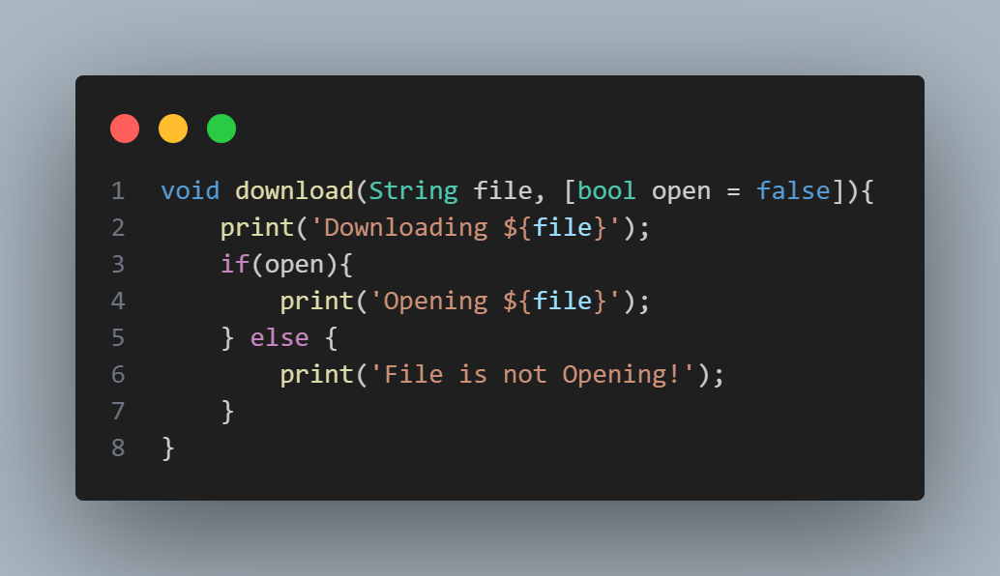 1 void download(String file, [bool open = false]){
2     print('Downloading ${file}');
3     if(open){
4         print('Opening ${file}');
5     } else {
6         print('File is not Opening!');
7     }
8 }